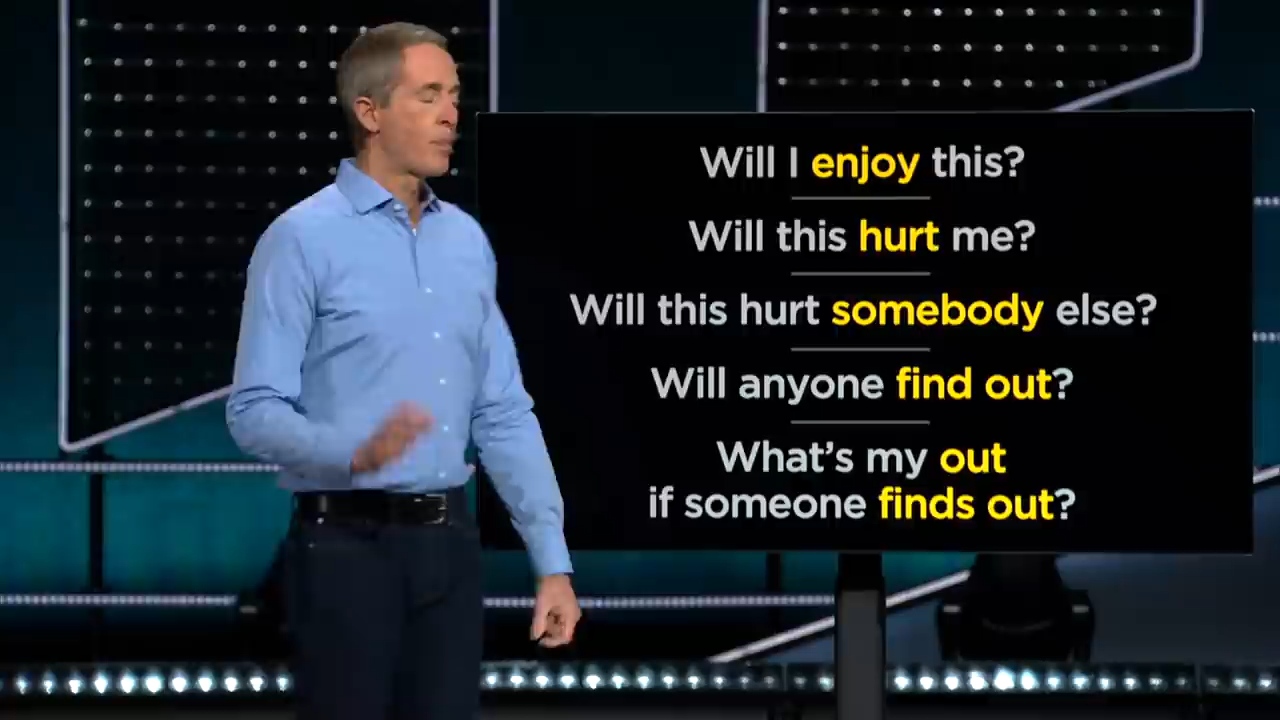 Will I enjoy this?
Will this hurt me?
Will this hurt somebody else?
Will anyone find out?
What's my out
if someone finds out?